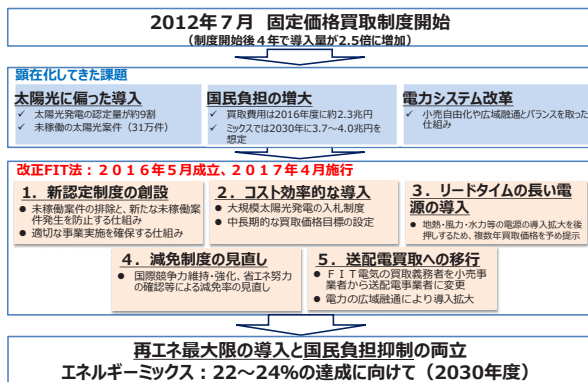 2012年７月 固定価格買取制度開始
（制度開始後４年で導入量が2.5倍に増加）
顕在化してきた課題
太陽光に偏った導入
✓ 太陽光発電の認定量が約9割
✓ 未稼働の太陽光案件（31万件）
国民負担の増大
✓ 買取費用は2016年度に約2.3兆円
✓ ミックスでは2030年に3.7～4.0兆円を
想定
電力システム改革
✓ 小売自由化や広域融通とバランスを取った
仕組み
改正FIT法：２０１６年５月成立、２０１７年４月施行
１．新認定制度の創設
● 未稼働案件の排除と、新たな未稼働案
件発生を防止する仕組み
● 適切な事業実施を確保する仕組み
２．コスト効率的な導入
● 大規模太陽光発電の入札制度
● 中長期的な買取価格目標の設定
３．リードタイムの長い電
源の導入
● 地熱・風力・水力等の電源の導入拡大を後
押しするため、複数年買取価格を予め提示
４．減免制度の見直し
● 国際競争力維持・強化、省エネ努力
の確認等による減免率の見直し
５．送配電買取への移行
● ＦＩＴ電気の買取義務者を小売事
業者から送配電事業者に変更
● 電力の広域融通により導入拡大
再エネ最大限の導入と国民負担抑制の両立
エネルギーミックス：22～24%の達成に向けて（2030年度）